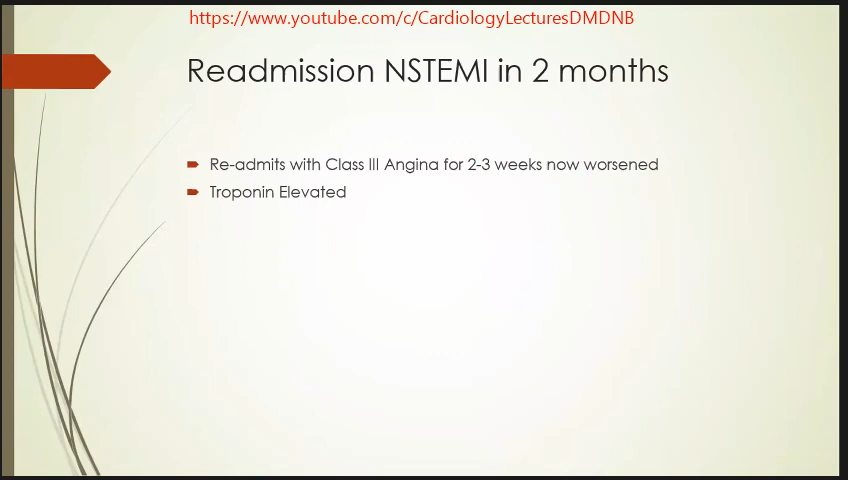 https://www.youtube.com/c/CardiologyLecturesDMDNB
Readmission NSTEMI in 2 months
Re-admits with Class III Angina for 2-3 weeks now worsened
Troponin Elevated